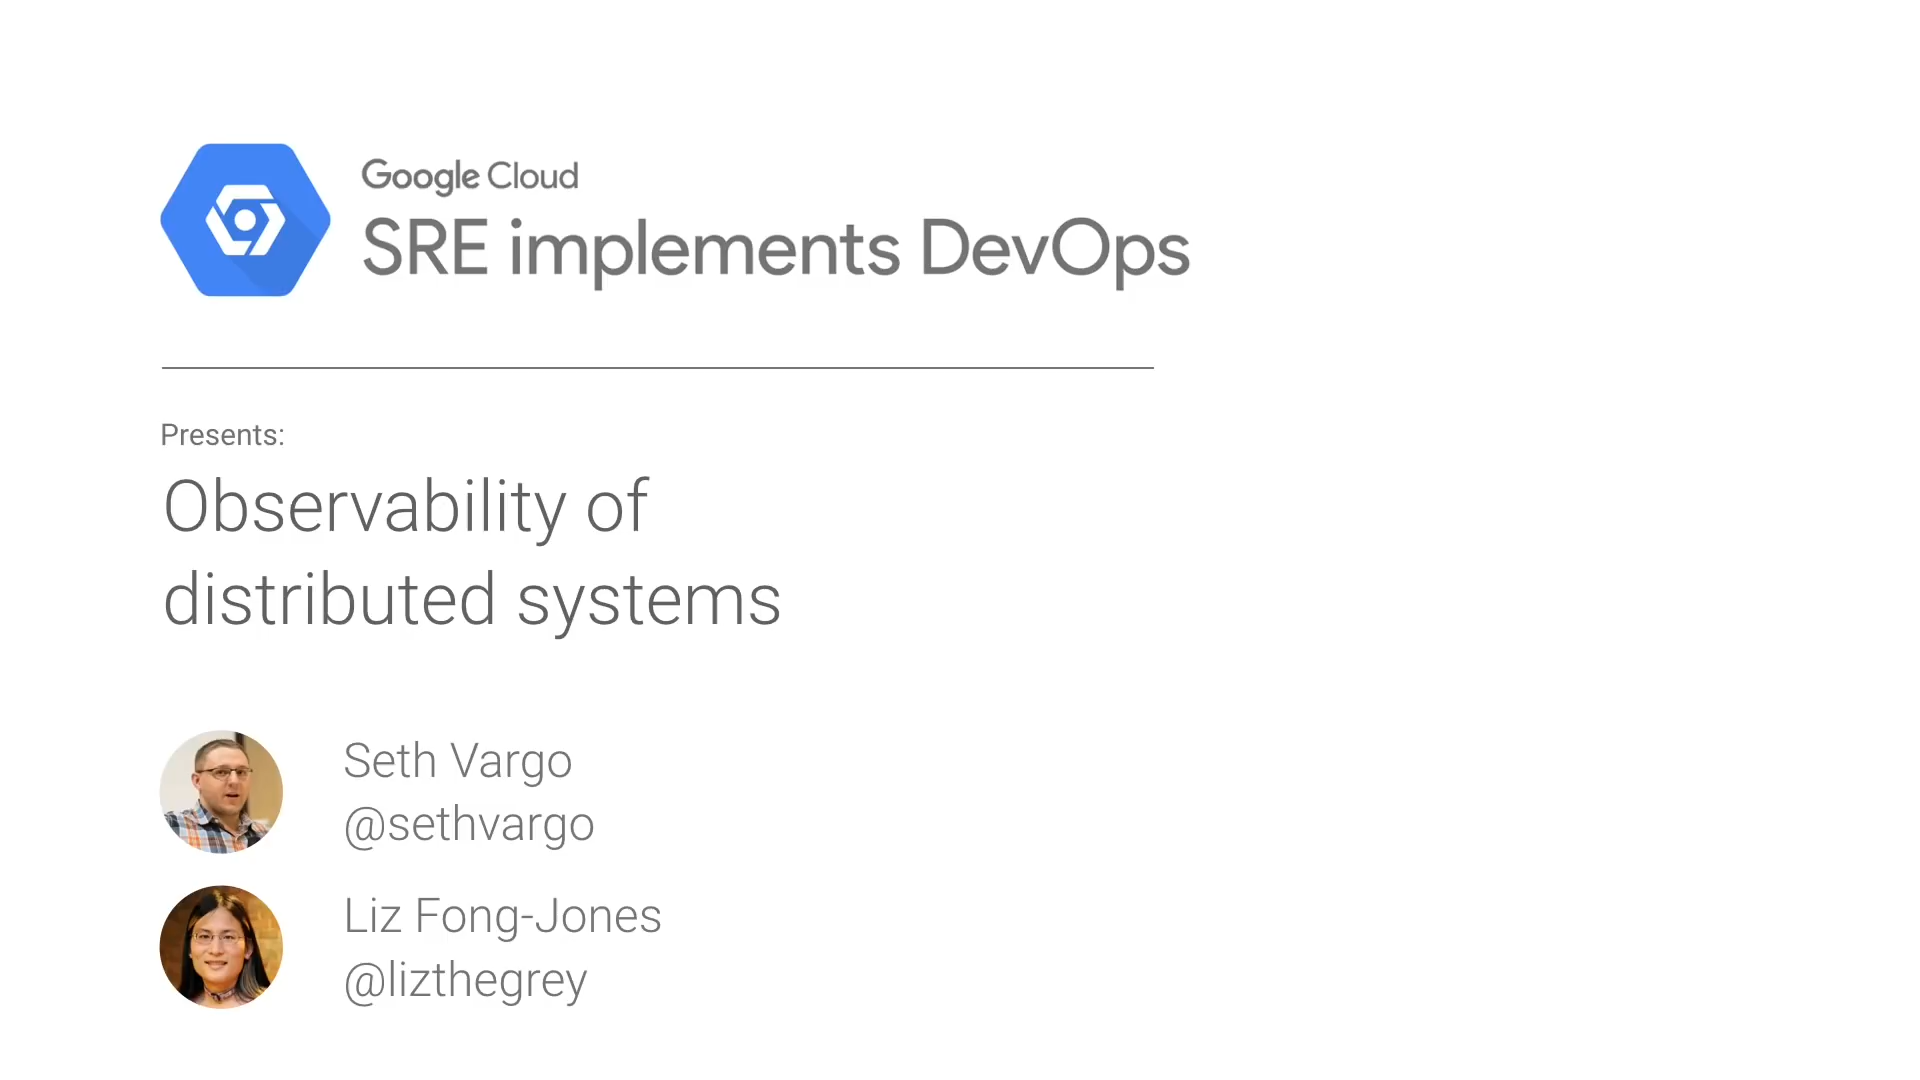 Google Cloud
SRE implements DevOps
Presents:
Observability of
distributed systems
Seth Vargo
@sethvargo
Liz Fong-Jones
@lizthegrey